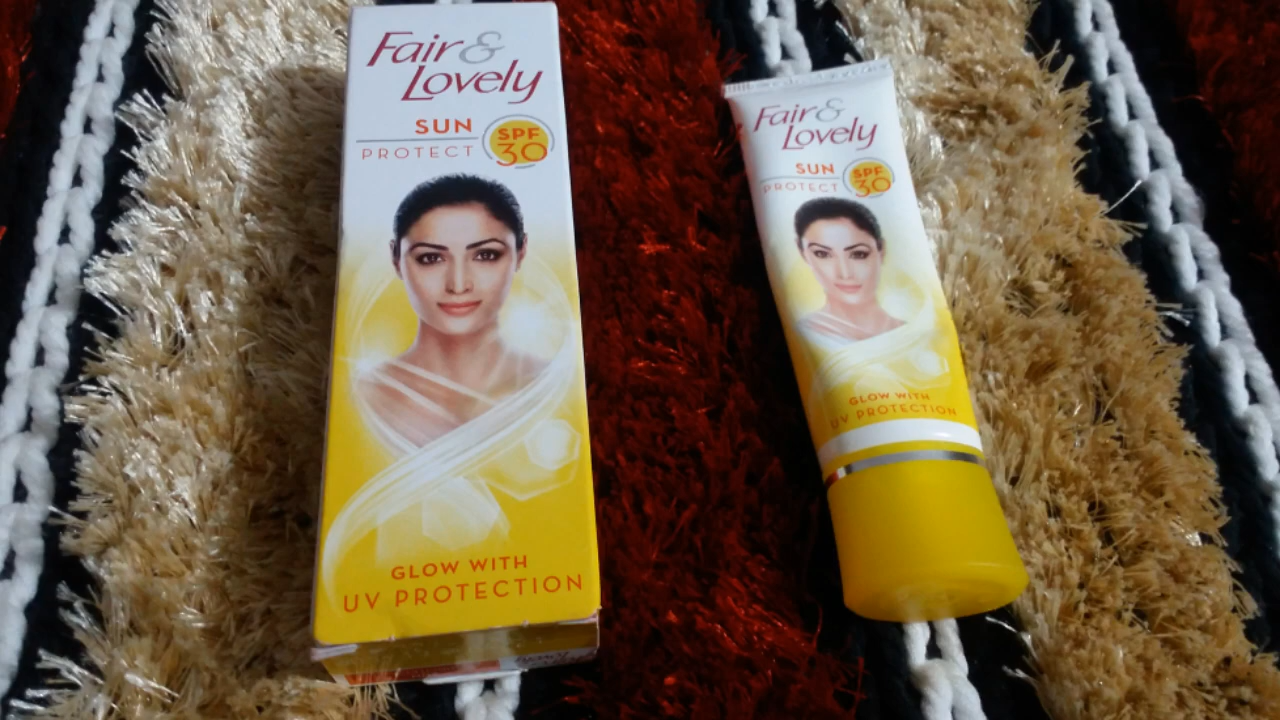 Fair &
Lovely
SUN
PROTECT
SPF
30
GLOW WITH
UV PROTECTION
Fair &
Lovely
SUN
PROTECT
SPF
30
GLOW WITH
UV PROTECTION